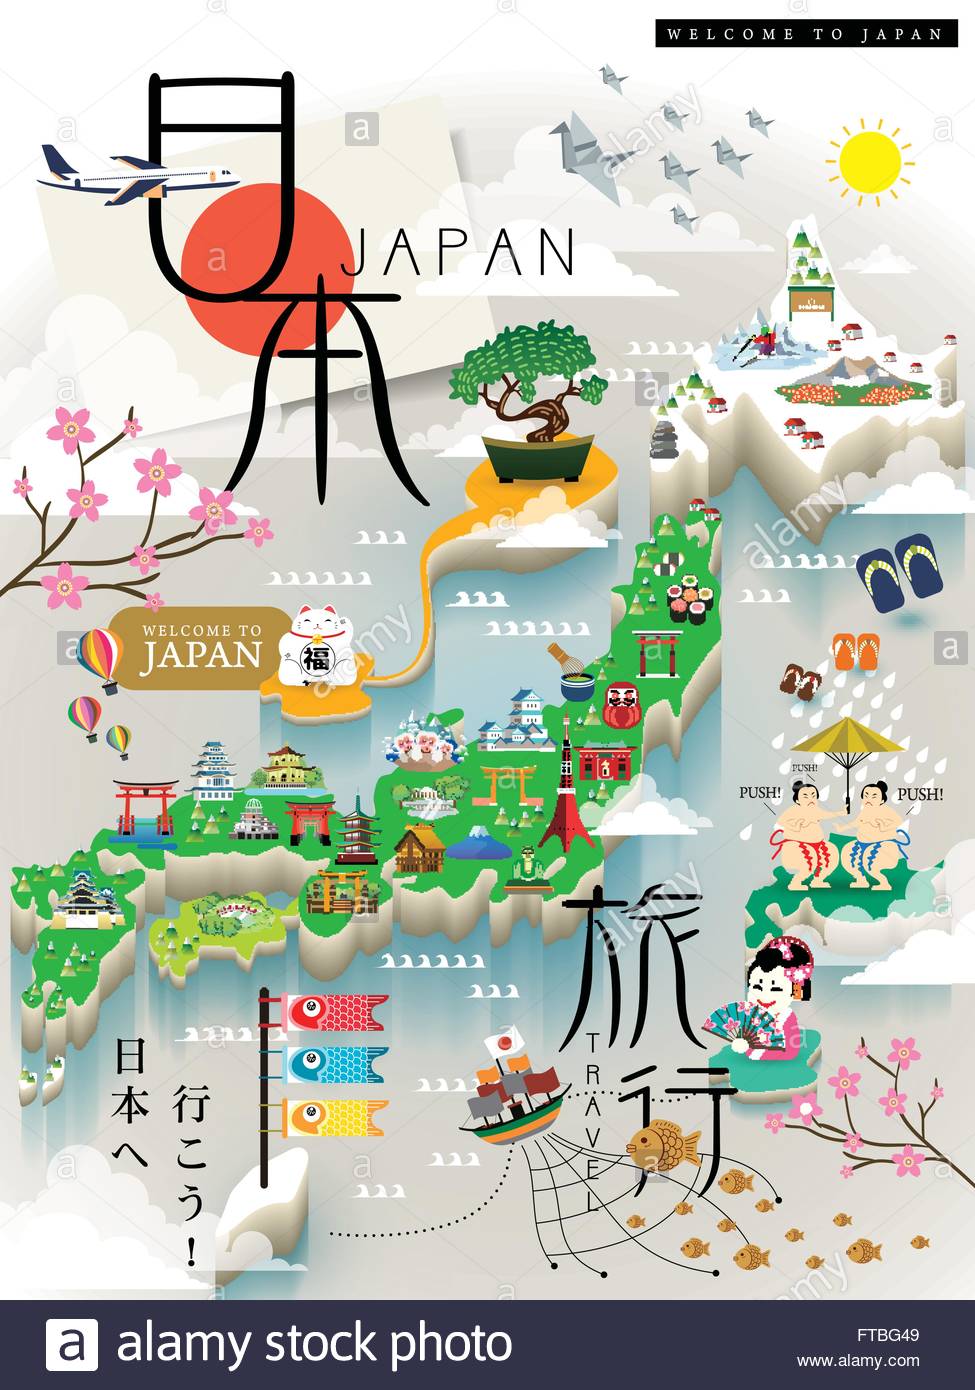 WELCOME TO JAPAN
日本
JAPAN
WELCOME TO
JAPAN
福
PUSH!
PUSH!
PUSH!
旅行
TRAVEL
日本へ
行こう!
alamy
alamy stock photo
FTBG49
www.alamy.com